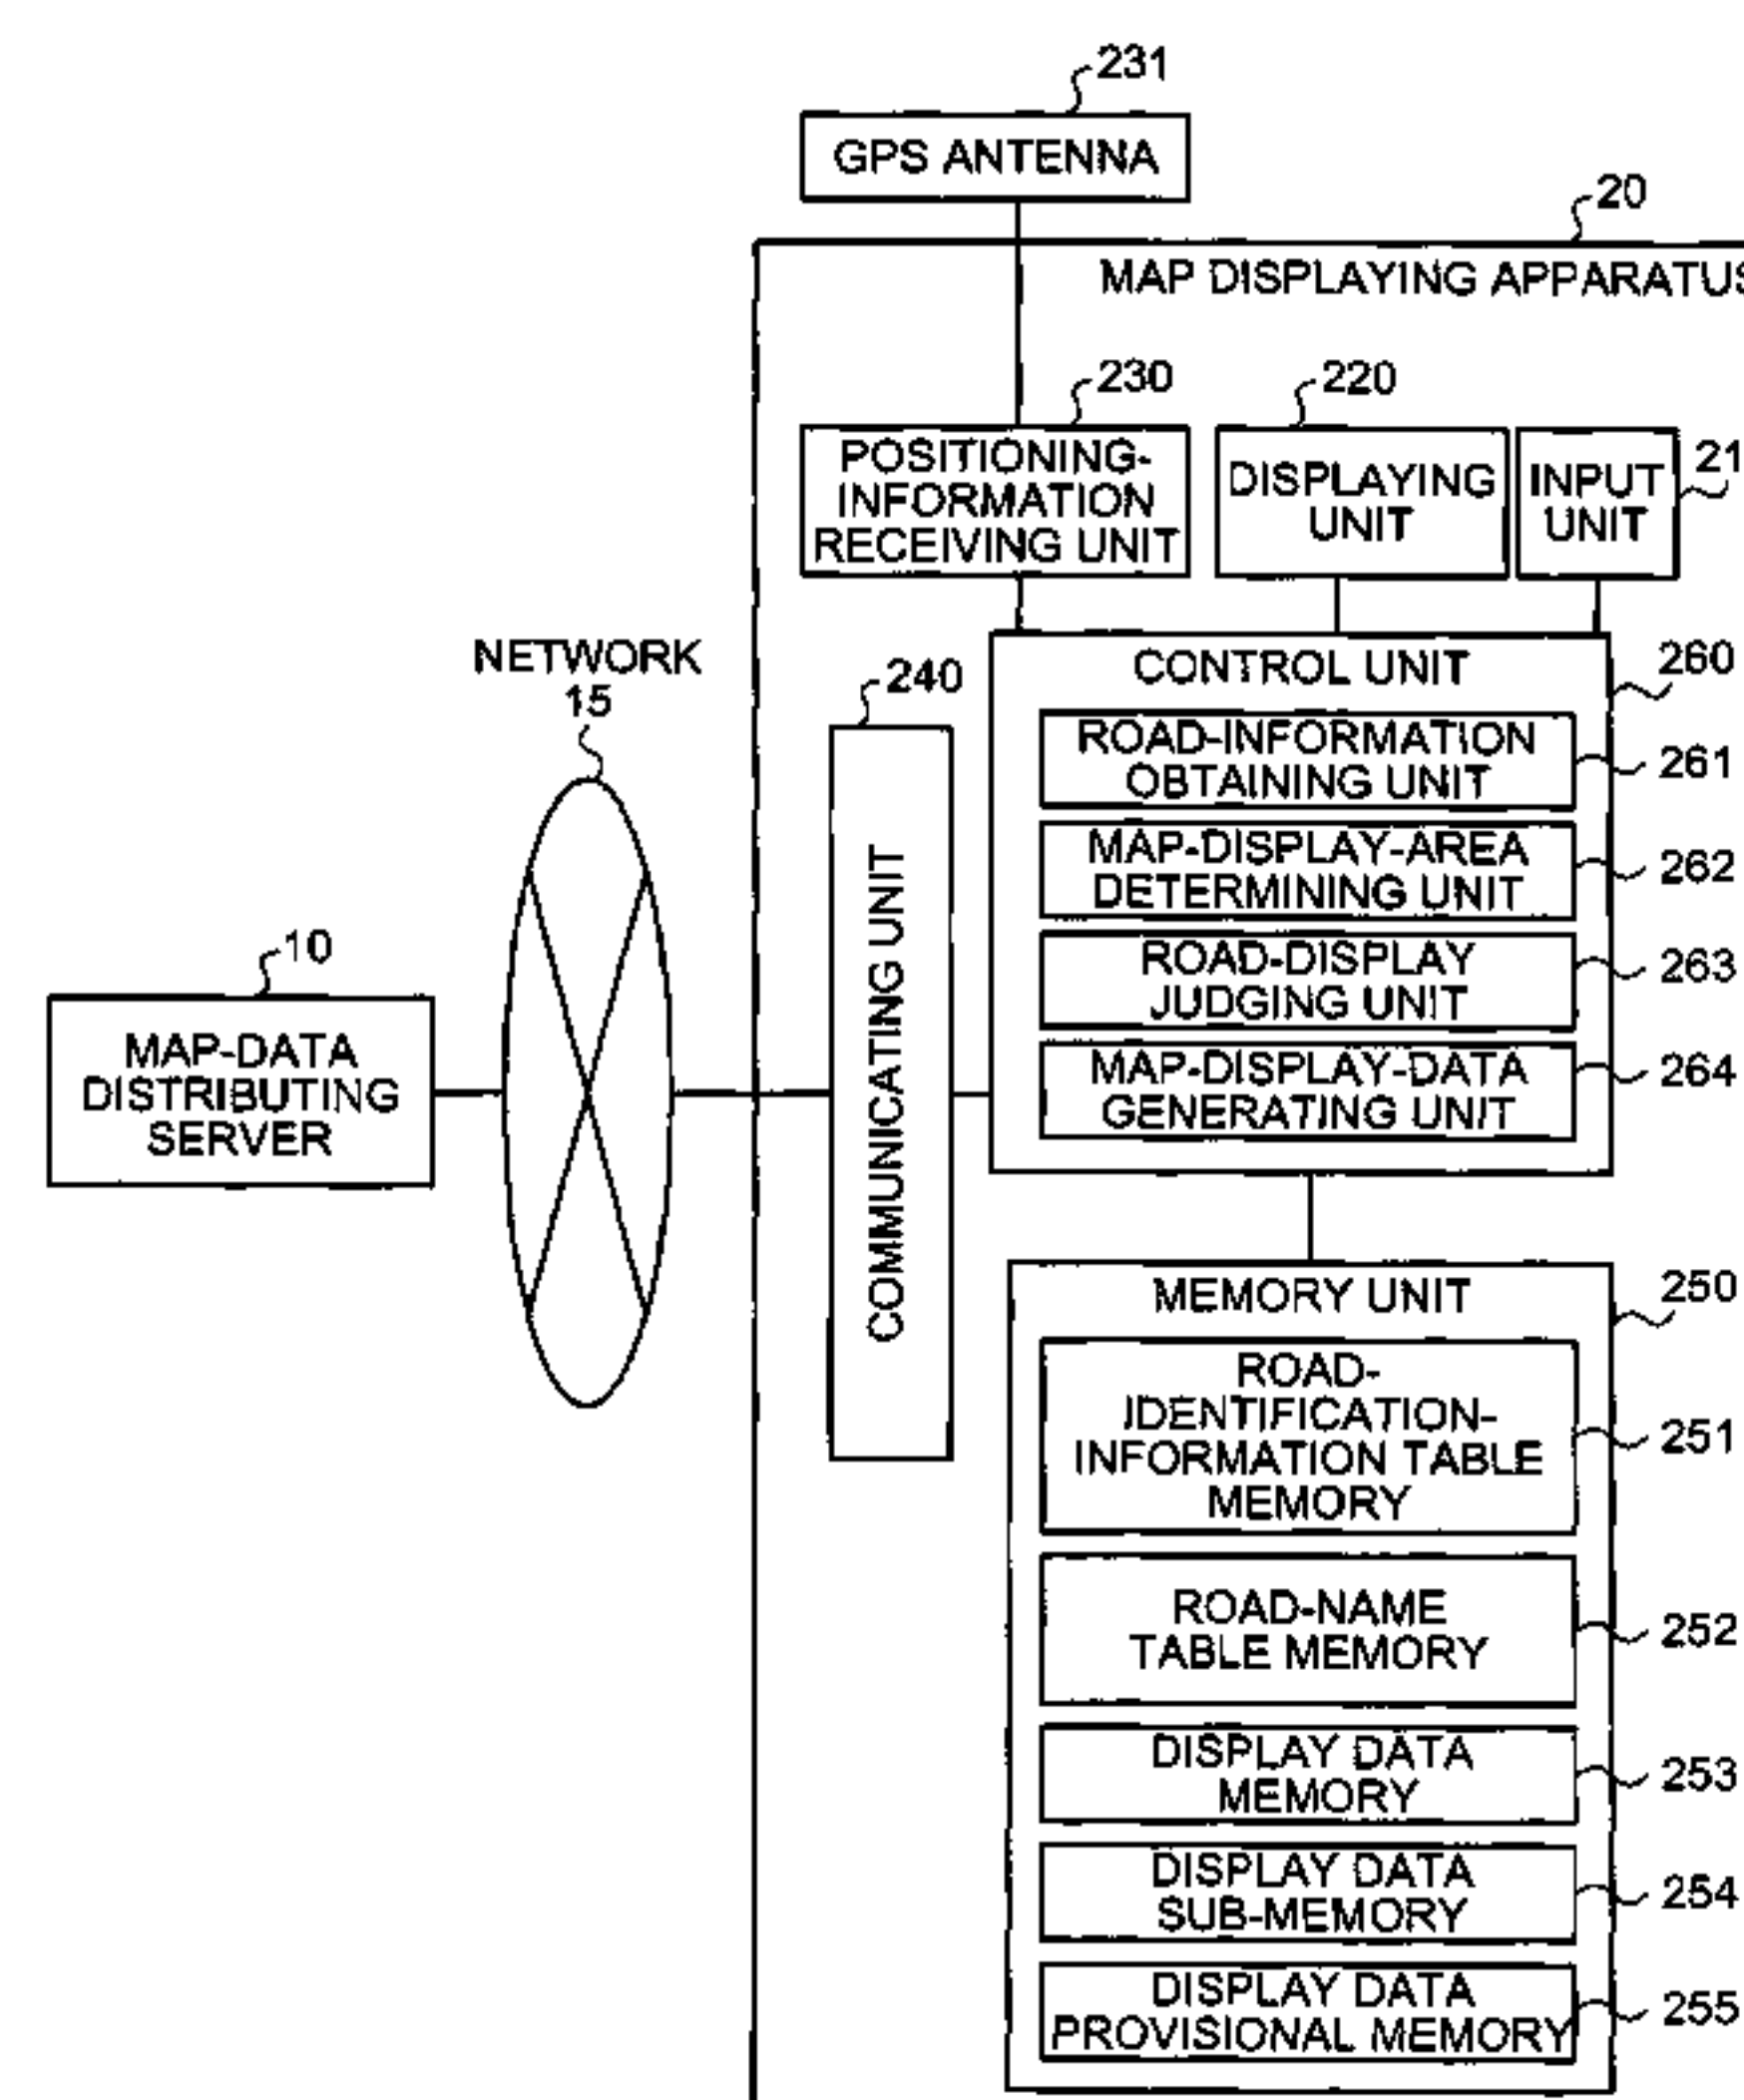 231
GPS ANTENNA
20
MAP DISPLAYING APPARATUS
230
220
POSITIONING-
INFORMATION
RECEIVING UNIT
DISPLAYING
UNIT
INPUT
UNIT
21
NETWORK
15
240
CONTROL UNIT
260
ROAD-INFORMATION
OBTAINING UNIT
261
MAP-DISPLAY-AREA
DETERMINING UNIT
262
ROAD-DISPLAY
JUDGING UNIT
263
MAP-DISPLAY-DATA
GENERATING UNIT
264
10
MAP-DATA
DISTRIBUTING
SERVER
COMMUNICATING UNIT
MEMORY UNIT
250
ROAD-
IDENTIFICATION-
INFORMATION TABLE
MEMORY
251
ROAD-NAME
TABLE MEMORY
252
DISPLAY DATA
MEMORY
253
DISPLAY DATA
SUB-MEMORY
254
DISPLAY DATA
PROVISIONAL MEMORY
255